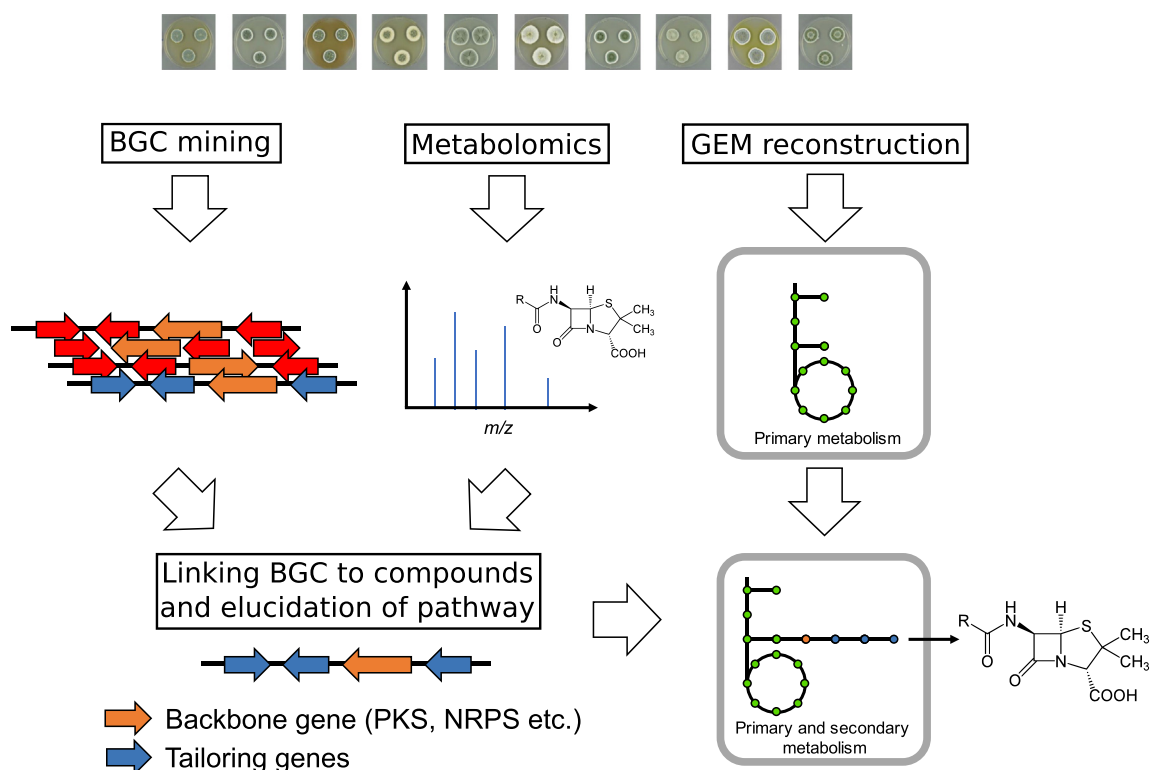 BGC mining
Metabolomics
GEM reconstruction
R
H
N
O
H
S
N
O
CH3
CH3
COOH
m/z
Primary metabolism
Linking BGC to compounds
and elucidation of pathway
Backbone gene (PKS, NRPS etc.)
Tailoring genes
Primary and secondary
metabolism
R
H
N
O
H
S
N
O
CH3
CH3
COOH